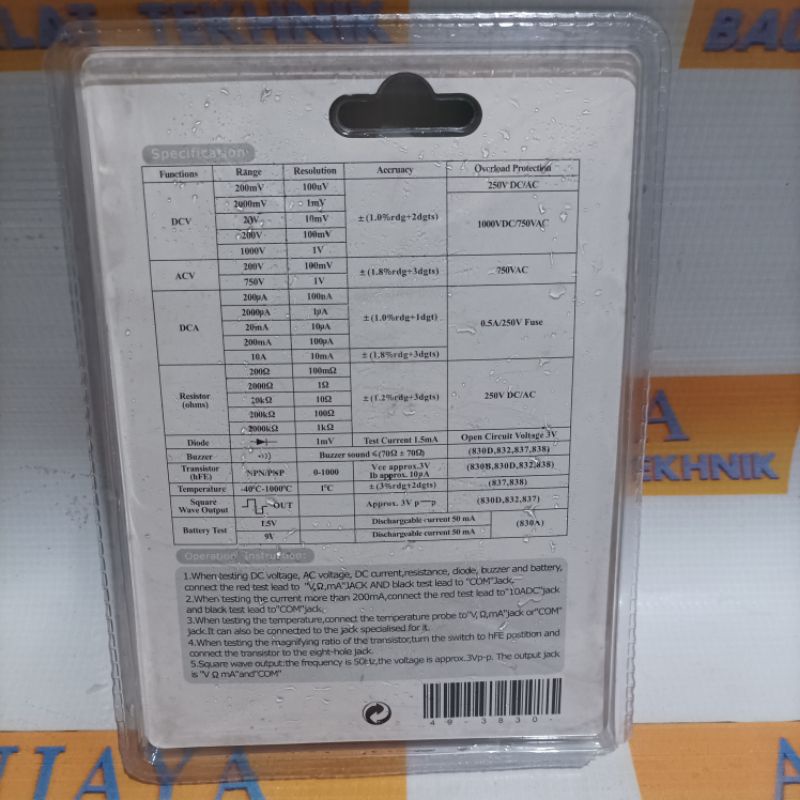 ALAT TEKHNIK
BAU
Specification
Functions Range Resolution Accruacy Overload Protection
DCV 200mV 100uV ±(1.0%rdg+2dgts) 250V DC/AC
2000mV 1mV 1000VDC/750VAC
20V 10mV
200V 100mV
1000V 1V
ACV 200V 100mV ±(1.8%rdg+3dgts) 750VAC
750V 1V
DCA 200μA 100nA ±(1.0%rdg+1dgt) 0.5A/250V Fuse
2000μA 1μA
20mA 10μA
200mA 100μA
10A 10mA ±(1.8%rdg+3dgts)
Resistor (ohms) 200Ω 100mΩ ±(1.2%rdg+3dgts) 250V DC/AC
2000Ω 1Ω
20kΩ 10Ω
200kΩ 100Ω
2000kΩ 1kΩ
Diode 1mV Test Current 1.5mA Open Circuit Voltage 3V
Buzzer Buzzer sound ≤(70Ω ± 70Ω) (830D,832,837,838)
Transistor (hFE) NPN/PNP 0-1000 Vce approx.3V Ib approx. 10μA (830B,830D,832,838)
Temperature -40°C-1000°C 1°C ±(3%rdg+2dgts) (837,838)
Square Wave Output OUT Approx. 3V p—p (830D,832,837)
Battery Test 1.5V Dischargeable current 50 mA (830A)
9V Dischargeable current 50 mA
Operation Instruction:
1.When testing DC voltage, AC voltage, DC current,resistance, diode, buzzer and battery,
connect the red test lead to "V,Ω,mA"JACK AND black test lead to "COM"Jack.
2.When testing the current more than 200mA,connect the red test lead to"10ADC"jack
and black test lead to"COM"jack.
3.When testing the temperature,connect the temperature probe to"V,Ω,mA"jack or"COM"
jack.It can also be connected to the jack specialised for it.
4.When testing the magnifying ratio of the transistor,turn the switch to hFE postition and
connect the transistor to the eight-hole jack.
5.Square wave output:the frequency is 50Hz,the voltage is approx.3Vp-p. The output jack
is "V Ω mA"and"COM"
49-3830-
TEKHNIK
JAYA